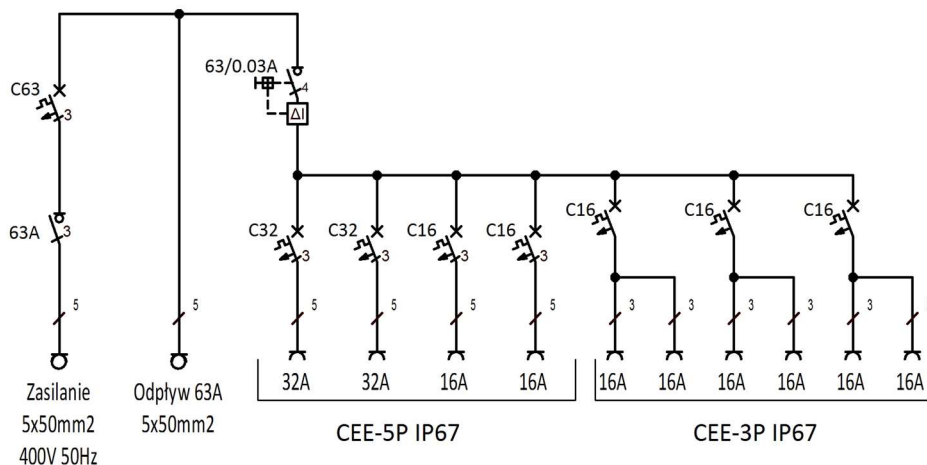 63/0.03A
C63
4
3
ΔI
63A
3
C32
3
C32
3
C16
3
C16
3
C16
C16
C16
5
5
5
5
5
5
3
3
3
3
3
Zasilanie
5x50mm2
400V 50Hz
Odpływ 63A
5x50mm2
32A
32A
16A
16A
16A
16A
16A
16A
16A
16A
CEE-5P IP67
CEE-3P IP67